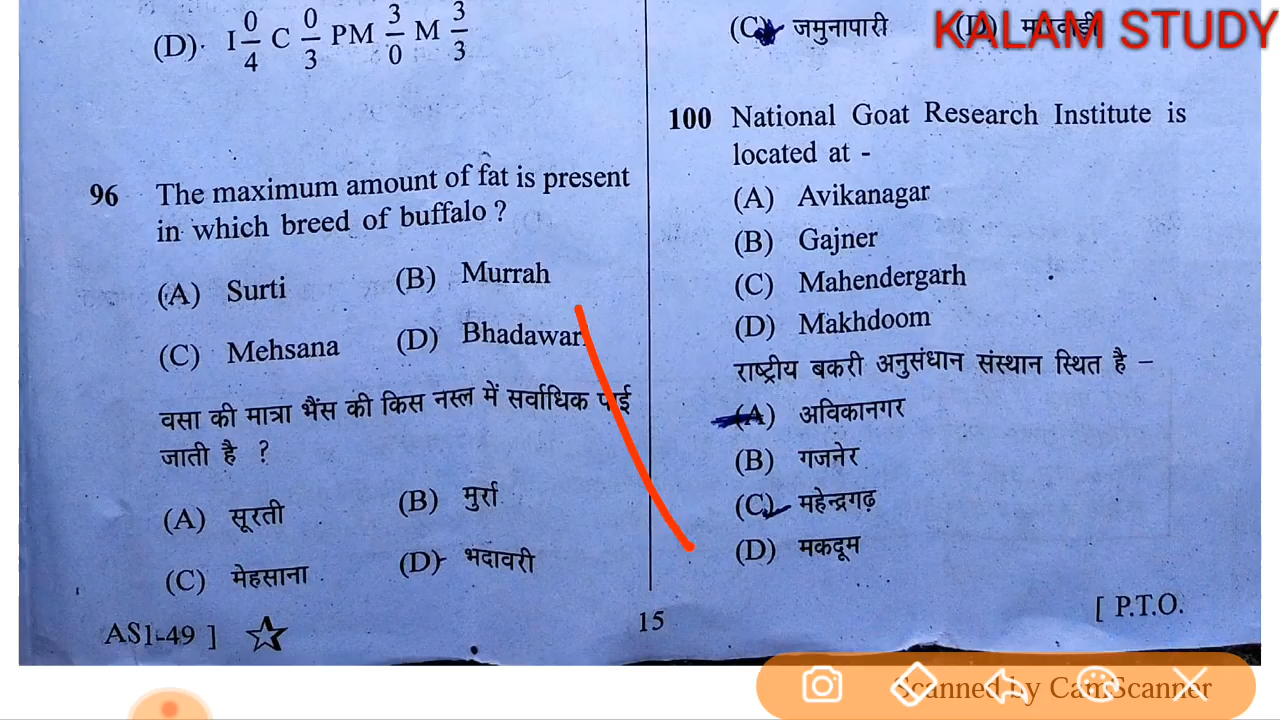 KALAM STUDY
(D). I 0/4 C 0/3 PM 3/0 M 3/3
96 The maximum amount of fat is present
in which breed of buffalo ?
(A) Surti (B) Murrah
(C) Mehsana (D) Bhadawari
वसा की मात्रा भैंस की किस नस्ल में सर्वाधिक पाई
जाती है ?
(A) सूरती (B) मुर्रा
(C) मेहसाना (D) भदावरी
AS1-49 ]
15
(C) जमुनापारी (D)
100 National Goat Research Institute is
located at -
(A) Avikanagar
(B) Gajner
(C) Mahendergarh
(D) Makhdoom
राष्ट्रीय बकरी अनुसंधान संस्थान स्थित है –
(A) अविकानगर
(B) गजनेर
(C) महेन्द्रगढ़
(D) मकदूम
[ P.T.O.
Scanned by CamScanner